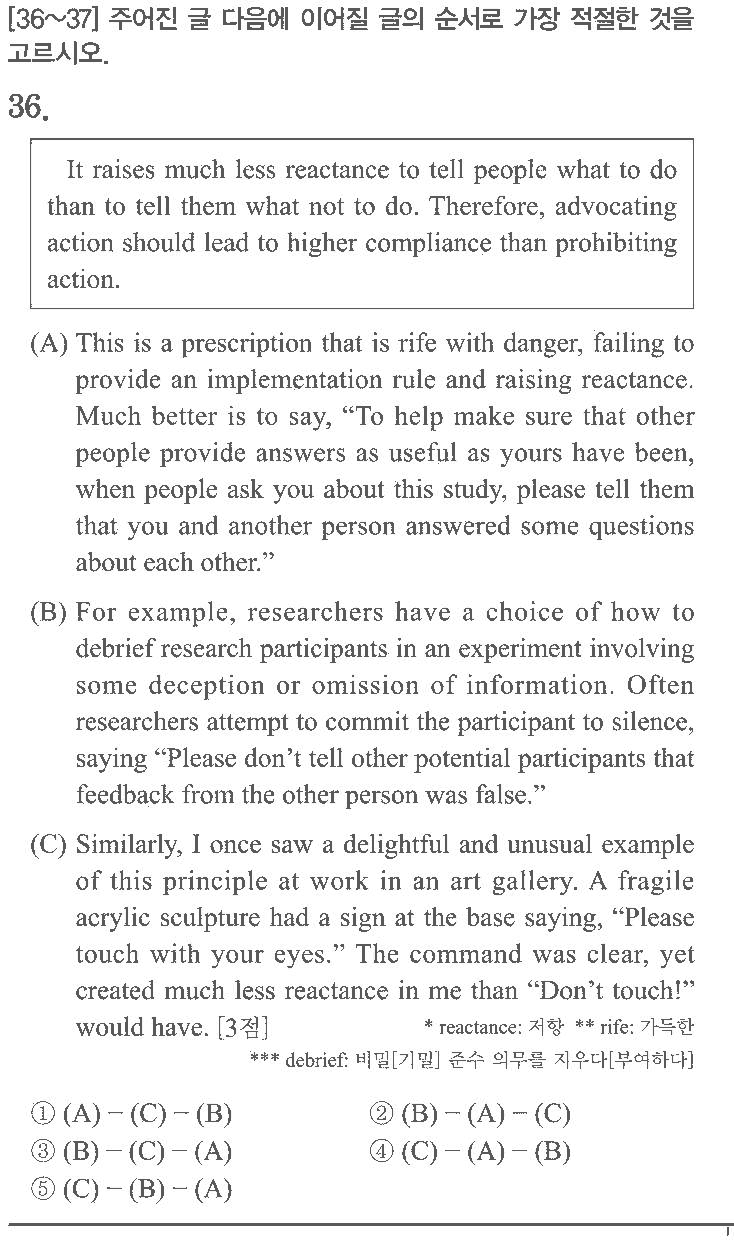 [36～37] 주어진 글 다음에 이어질 글의 순서로 가장 적절한 것을
고르시오.
36.
It raises much less reactance to tell people what to do
than to tell them what not to do. Therefore, advocating
action should lead to higher compliance than prohibiting
action.
(A) This is a prescription that is rife with danger, failing to
provide an implementation rule and raising reactance.
Much better is to say, “To help make sure that other
people provide answers as useful as yours have been,
when people ask you about this study, please tell them
that you and another person answered some questions
about each other.”
(B) For example, researchers have a choice of how to
debrief research participants in an experiment involving
some deception or omission of information. Often
researchers attempt to commit the participant to silence,
saying “Please don’t tell other potential participants that
feedback from the other person was false.”
(C) Similarly, I once saw a delightful and unusual example
of this principle at work in an art gallery. A fragile
acrylic sculpture had a sign at the base saying, “Please
touch with your eyes.” The command was clear, yet
created much less reactance in me than “Don’t touch!”
would have. [3점]
* reactance: 저항 ** rife: 가득한
*** debrief: 비밀[기밀] 준수 의무를 지우다[부여하다]
① (A) − (C) − (B) ② (B) − (A) − (C)
③ (B) − (C) − (A) ④ (C) − (A) − (B)
⑤ (C) − (B) − (A)